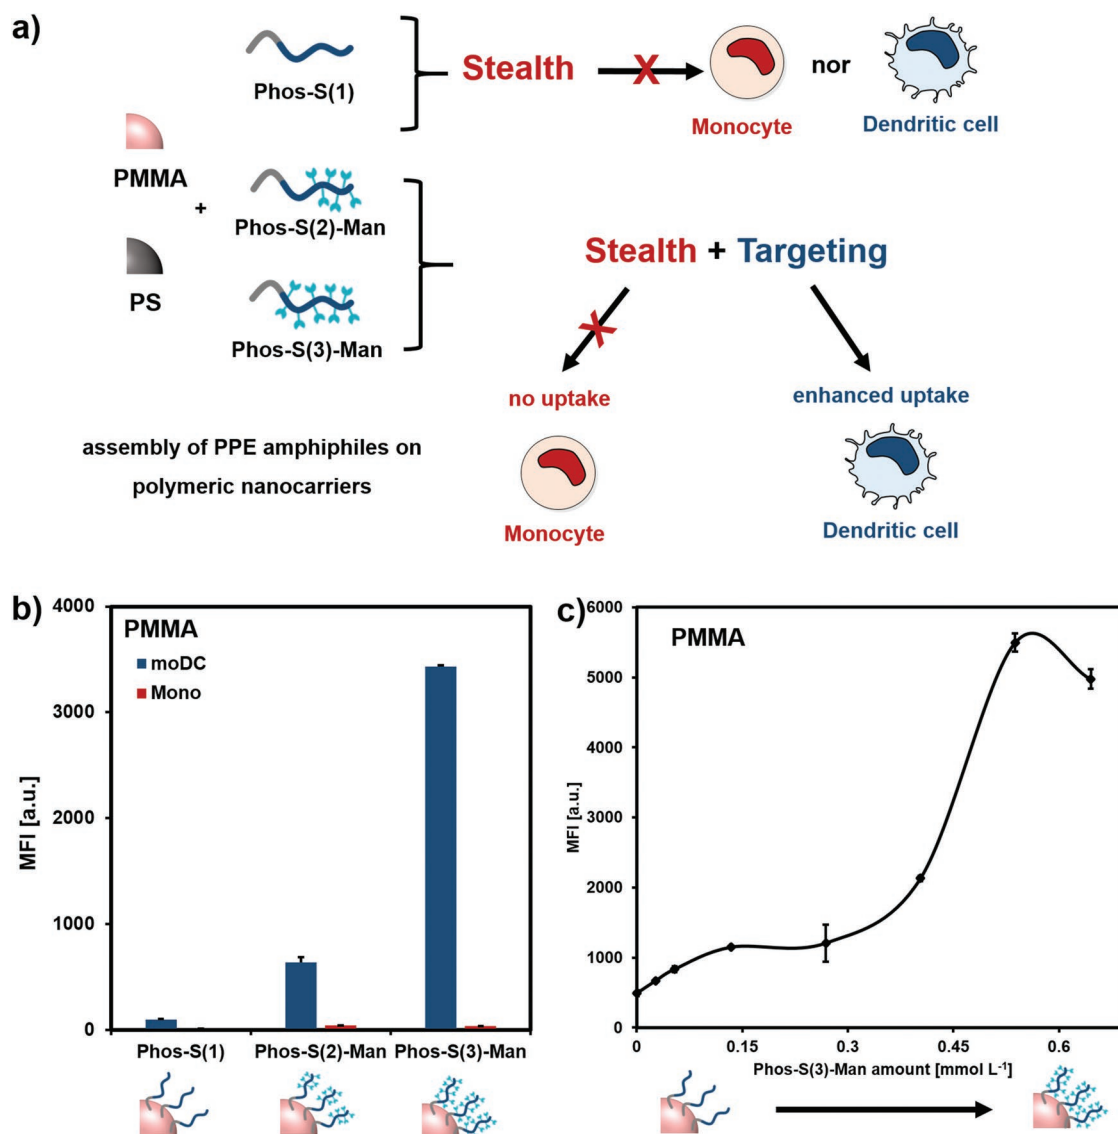 a)
Phos-S(1)
Stealth
X
nor
Monocyte
Dendritic cell
PMMA
+
PS
Phos-S(2)-Man
Phos-S(3)-Man
Stealth + Targeting
X
no uptake
enhanced uptake
assembly of PPE amphiphiles on
polymeric nanocarriers
Monocyte
Dendritic cell
b)
PMMA
moDC
Mono
4000
3000
2000
1000
0
MFI [a.u.]
Phos-S(1)
Phos-S(2)-Man
Phos-S(3)-Man
c)
PMMA
6000
5000
4000
3000
2000
1000
0
MFI [a.u.]
0
0.15
0.3
0.45
0.6
Phos-S(3)-Man amount [mmol L⁻¹]